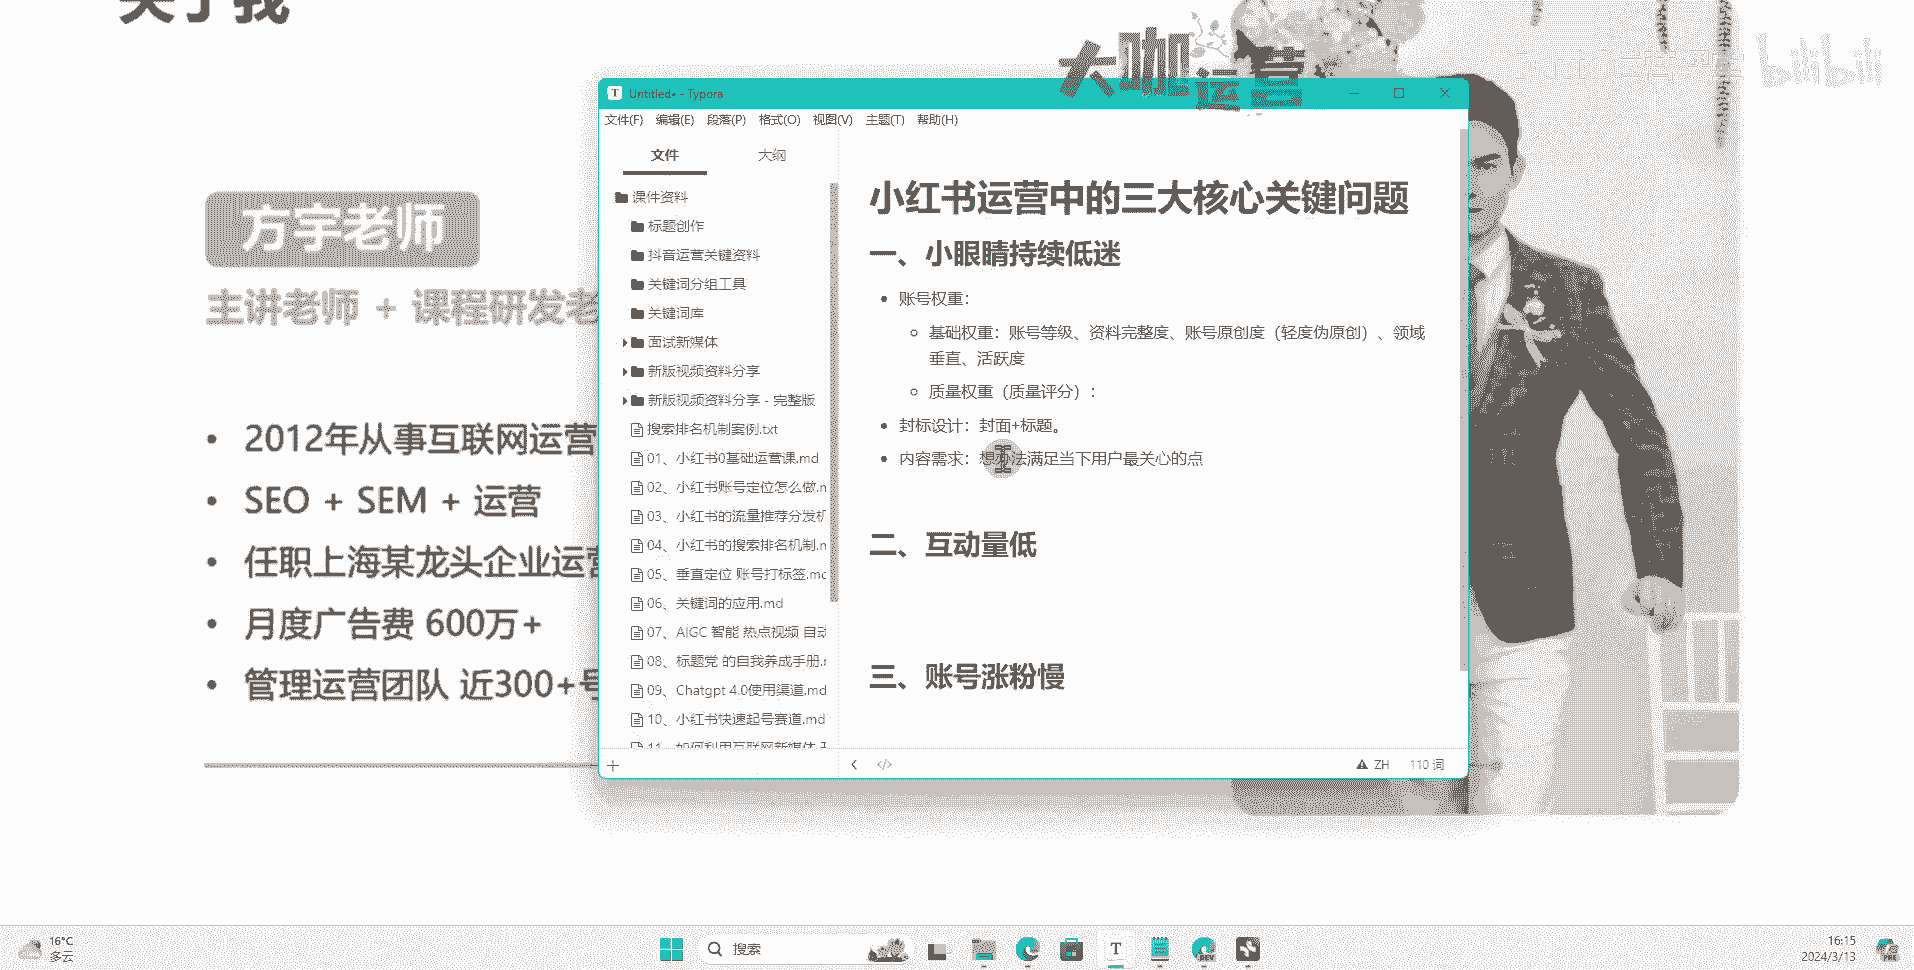 关于我
大咖运营
bilibili
方宇老师
主讲老师 + 课程研发老
• 2012年从事互联网运营
• SEO + SEM + 运营
• 任职上海某龙头企业运营
• 月度广告费 600万+
• 管理运营团队 近300+号
Untitled• - Typora
文件(F) 编辑(E) 段落(P) 格式(O) 视图(V) 主题(T) 帮助(H)
文件 大纲
课件资料
标题创作
抖音运营关键资料
关键词分组工具
关键词库
面试新媒体
新版视频资料分享
新版视频资料分享 - 完整版
搜索排名机制案例.txt
01、小红书0基础运营课.md
02、小红书账号定位怎么做.m
03、小红书的流量推荐分发机
04、小红书的搜索排名机制.m
05、垂直定位 账号打标签.md
06、关键词的应用.md
07、AIGC 智能 热点视频 自动
08、标题党 的自我养成手册.m
09、Chatgpt 4.0使用渠道.md
10、小红书快速起号赛道.md
11、如何利用互联网新媒体
小红书运营中的三大核心关键问题
一、小眼睛持续低迷
• 账号权重：
基础权重：账号等级、资料完整度、账号原创度（轻度伪原创）、领域
垂直、活跃度
质量权重（质量评分）：
• 封标设计：封面+标题。
• 内容需求：想办法满足当下用户最关心的点
二、互动量低
三、账号涨粉慢
ZH 110 词
16°C
多云
搜索
16:15
2024/3/13